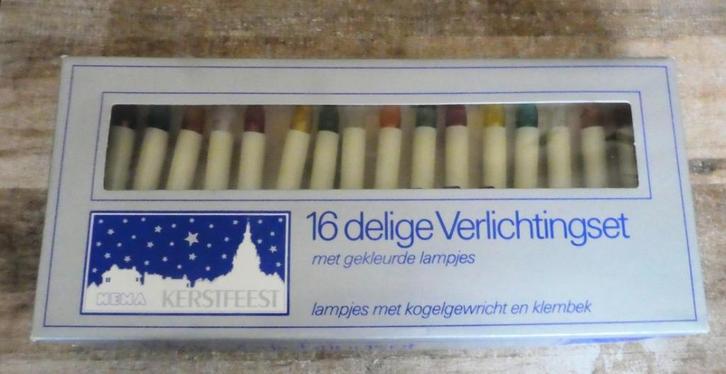 16 delige Verlichtingset
met gekleurde lampjes
HEMA KERSTFEEST
lampjes met kogelgewricht en klembek